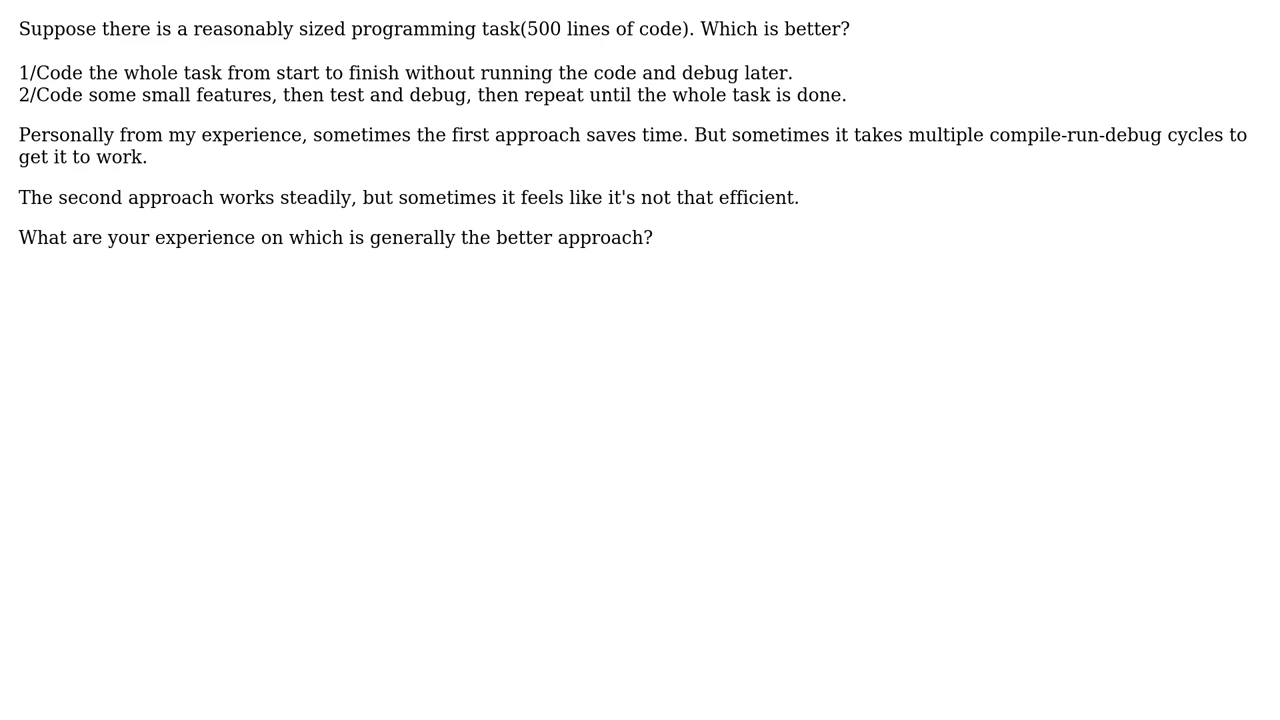 Suppose there is a reasonably sized programming task(500 lines of code). Which is better?
1/Code the whole task from start to finish without running the code and debug later.
2/Code some small features, then test and debug, then repeat until the whole task is done.
Personally from my experience, sometimes the first approach saves time. But sometimes it takes multiple compile-run-debug cycles to
get it to work.
The second approach works steadily, but sometimes it feels like it's not that efficient.
What are your experience on which is generally the better approach?